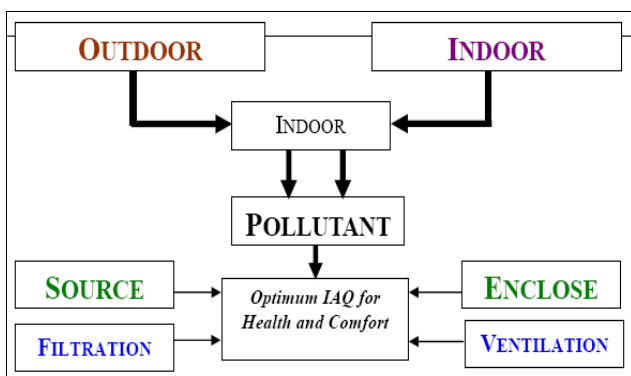 OUTDOOR
INDOOR
INDOOR
POLLUTANT
SOURCE
Optimum IAQ for
Health and Comfort
ENCLOSE
FILTRATION
VENTILATION